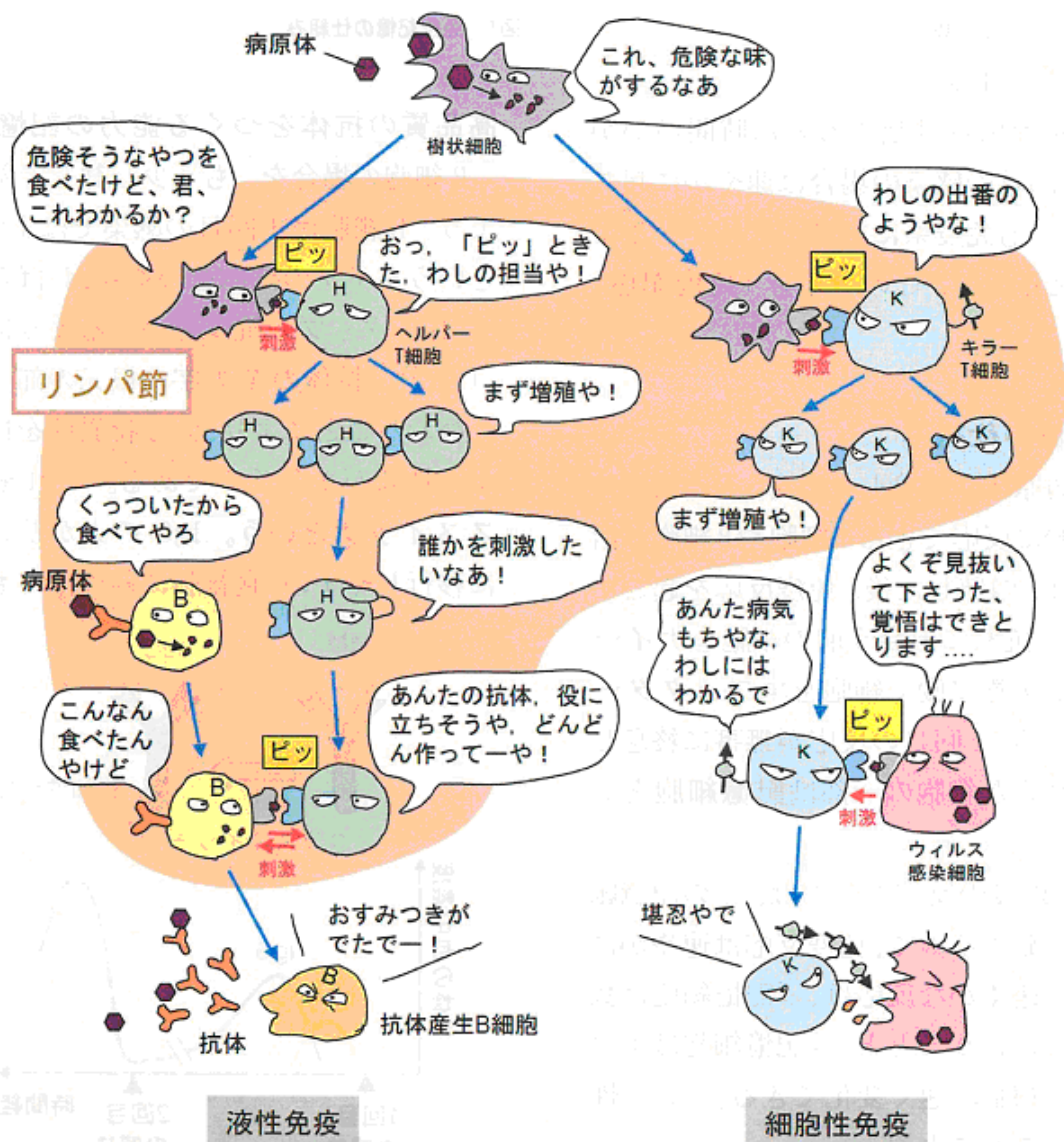 病原体
これ、危険な味
がするなあ
樹状細胞
危険そうなやつを
食べたけど、君、
これわかるか？
わしの出番の
ようやな！
ピッ
おっ，「ピッ」とき
た，わしの担当や！
H
刺激
ヘルパー
T細胞
ピッ
K
刺激
キラー
T細胞
リンパ節
まず増殖や！
H
H
H
K
K
K
まず増殖や！
くっついたから
食べてやろ
病原体
B
誰かを刺激した
いなあ！
H
あんた病気
もちやな，
わしには
わかるで
よくぞ見抜い
て下さった、
覚悟はできと
ります.....
こんなん
食べたん
やけど
ピッ
あんたの抗体，役に
立ちそうや，どんど
ん作ってーや！
B
H
刺激
ピッ
K
刺激
ウィルス
感染細胞
おすみつきが
でたでー！
B
抗体
抗体産生B細胞
堪忍やで
K
液性免疫
細胞性免疫